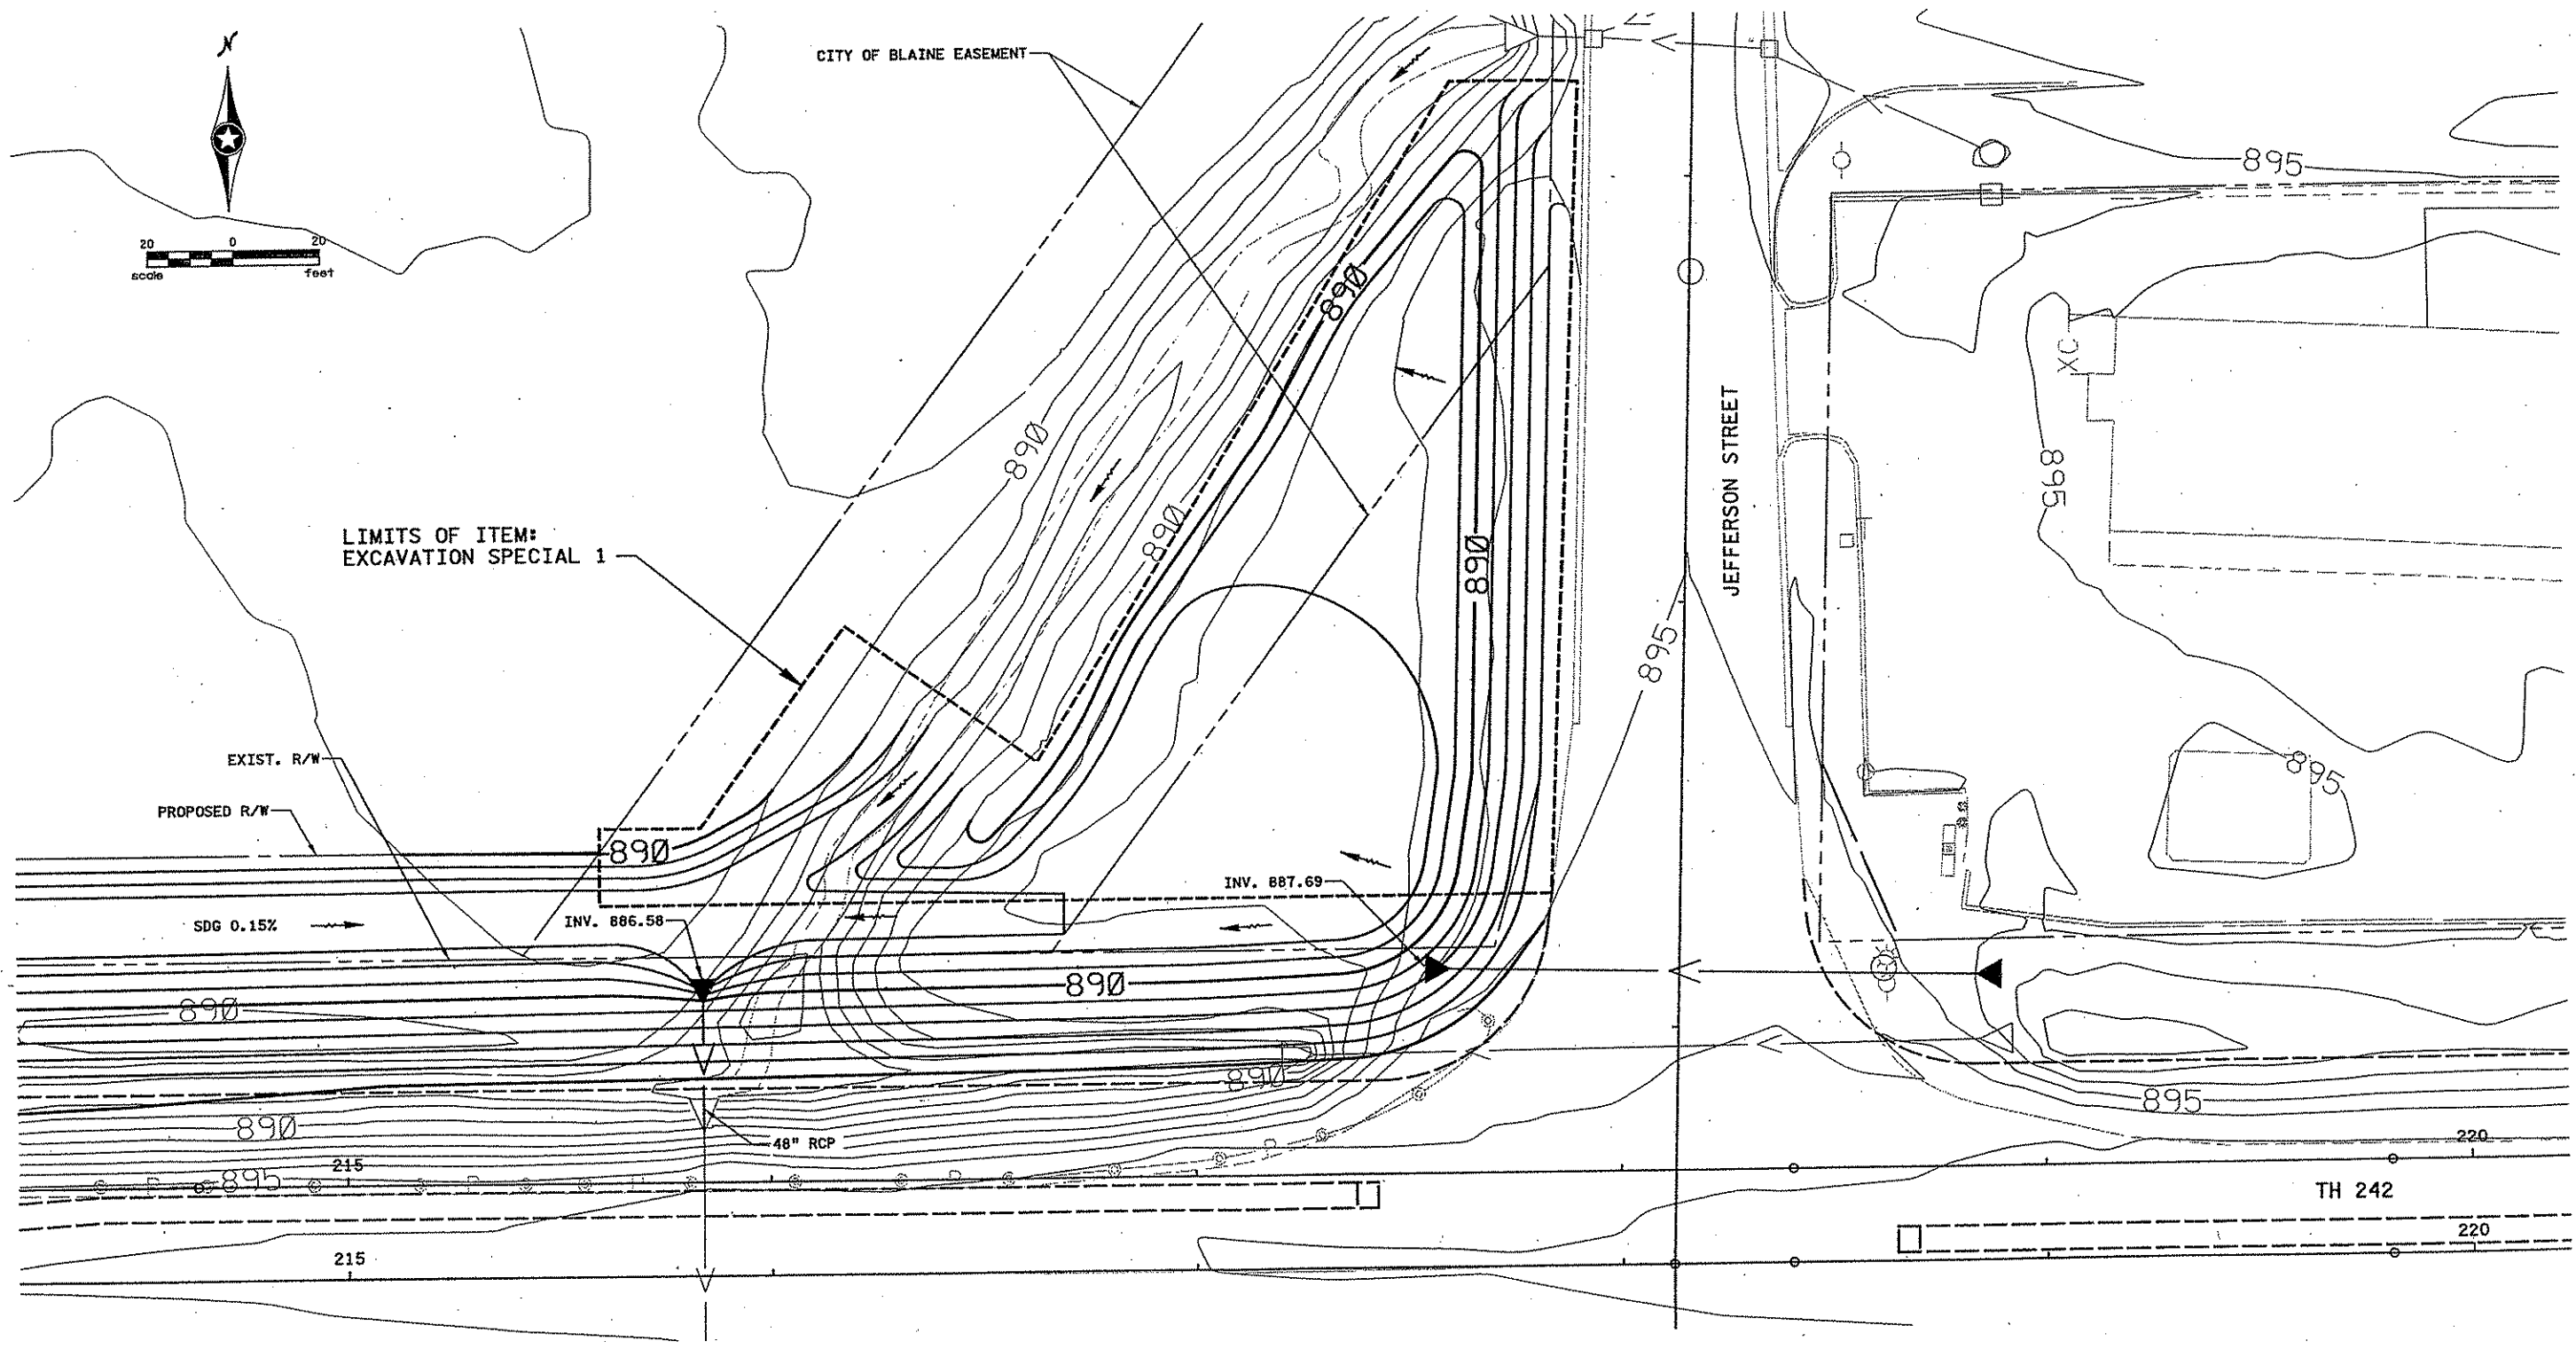 N
CITY OF BLAINE EASEMENT
20 0 20
scale feet
895
890
890
890
JEFFERSON STREET
XC
895
895
895
LIMITS OF ITEM:
EXCAVATION SPECIAL 1
EXIST. R/W
PROPOSED R/W
890
SDG 0.15%
INV. 886.58
INV. 887.69
890
890
890
890
895
48" RCP
215
895
220
TH 242
215
220
890